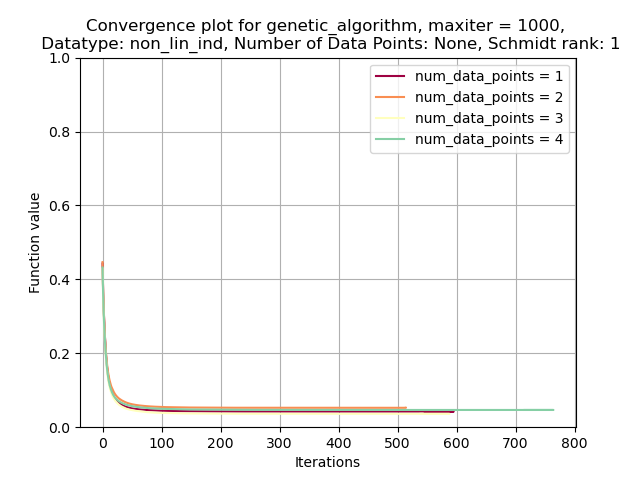 Convergence plot for genetic_algorithm, maxiter = 1000,
Datatype: non_lin_ind, Number of Data Points: None, Schmidt rank: 1
num_data_points = 1
num_data_points = 2
num_data_points = 3
num_data_points = 4
Function value
1.0
0.8
0.6
0.4
0.2
0.0
0 100 200 300 400 500 600 700 800
Iterations